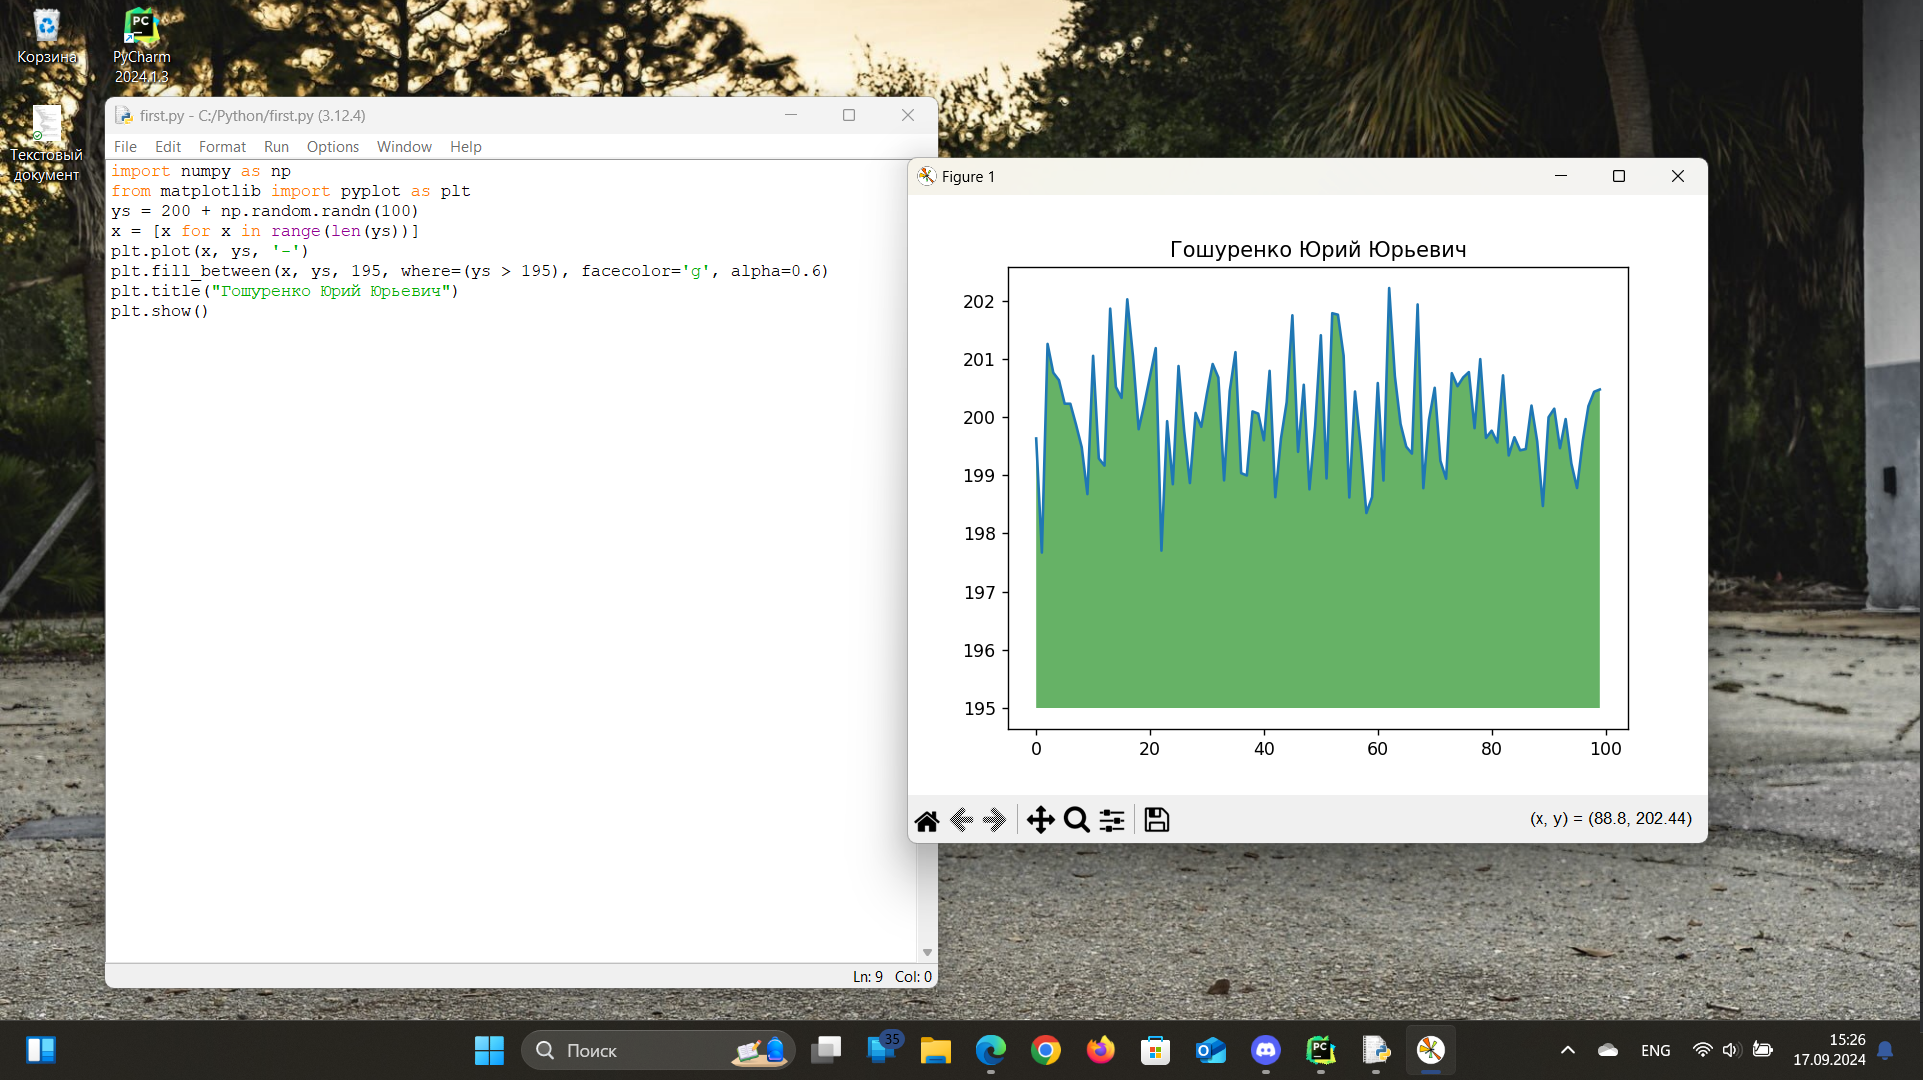 Корзина
PyCharm
2024.1.3
Текстовый
документ
first.py - C:/Python/first.py (3.12.4)
File Edit Format Run Options Window Help
import numpy as np
from matplotlib import pyplot as plt
ys = 200 + np.random.randn(100)
x = [x for x in range(len(ys))]
plt.plot(x, ys, '-')
plt.fill_between(x, ys, 195, where=(ys > 195), facecolor='g', alpha=0.6)
plt.title("Гошуренко Юрий Юрьевич")
plt.show()
Ln: 9 Col: 0
Figure 1
Гошуренко Юрий Юрьевич
202
201
200
199
198
197
196
195
0 20 40 60 80 100
(x, y) = (88.8, 202.44)
Поиск
35
PC
ENG
15:26
17.09.2024